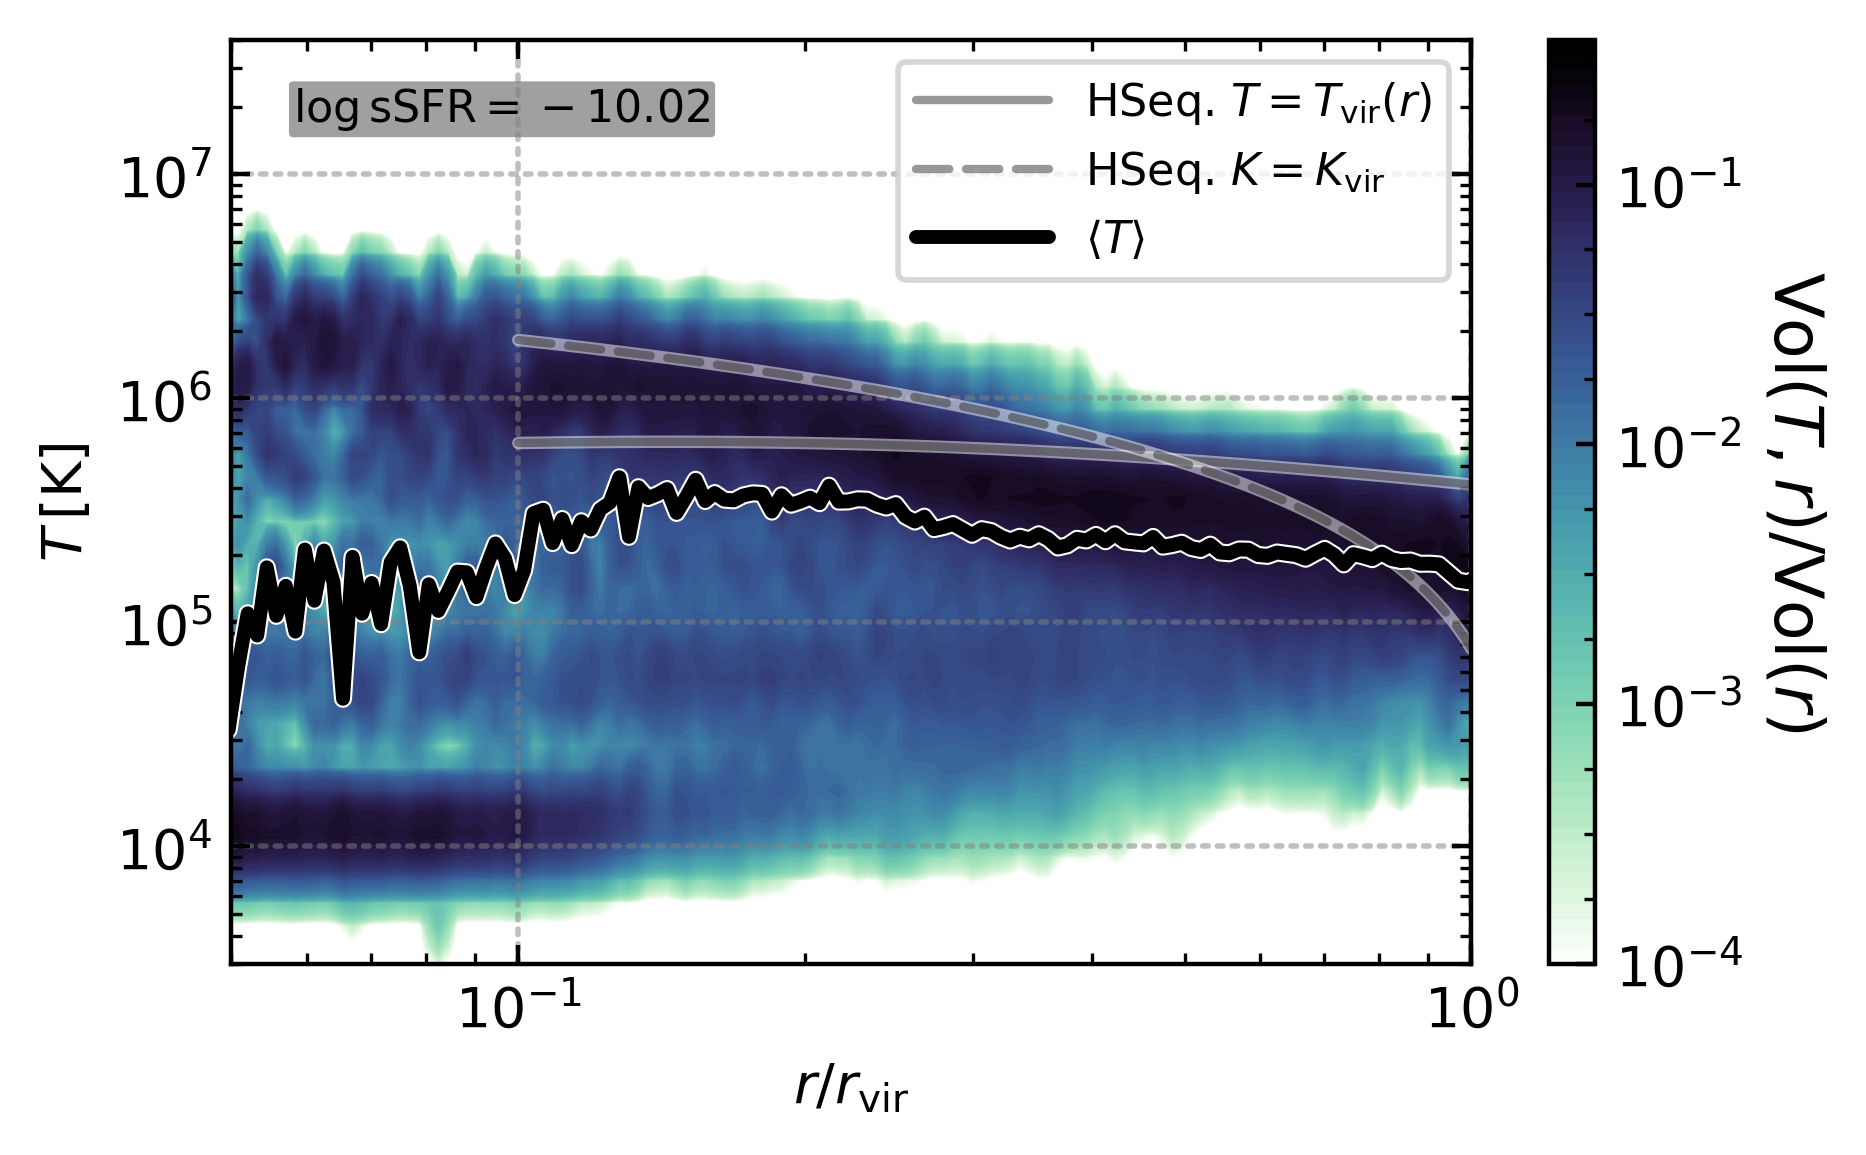 log sSFR = −10.02
HSeq. T = T_vir(r)
HSeq. K = K_vir
⟨T⟩
10^7
10^6
10^5
10^4
T [K]
10^−1
10^0
r/r_vir
10^−1
10^−2
10^−3
10^−4
Vol(T, r)/Vol(r)